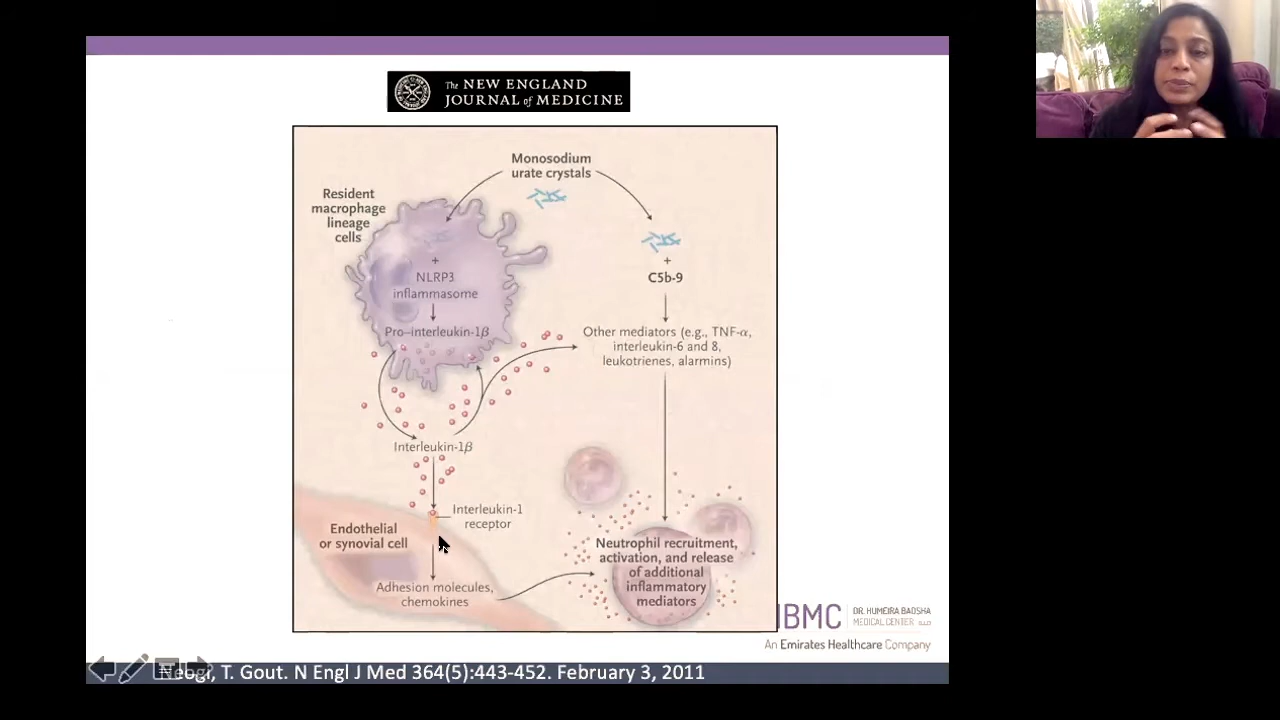 The NEW ENGLAND
JOURNAL of MEDICINE
Monosodium
urate crystals
Resident
macrophage
lineage
cells
+
NLRP3
inflammasome
Pro–interleukin-1β
+
C5b-9
Other mediators (e.g., TNF-α,
interleukin-6 and 8,
leukotrienes, alarmins)
Interleukin-1β
Interleukin-1
receptor
Endothelial
or synovial cell
Adhesion molecules,
chemokines
Neutrophil recruitment,
activation, and release
of additional
inflammatory
mediators
HBMC
DR. HUMEIRA BADSHA
MEDICAL CENTER LLC
An Emirates Healthcare Company
Neogi, T. Gout. N Engl J Med 364(5):443-452. February 3, 2011